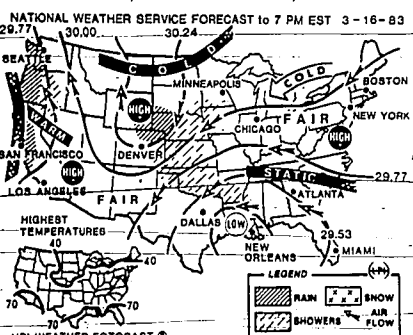 NATIONAL WEATHER SERVICE FORECAST to 7 PM EST 3-16-83
29.77 30.00 30.24
SEATTLE
COLD
MINNEAPOLIS
COLD
BOSTON
HIGH
FAIR
NEW YORK
WARM
CHICAGO
HIGH
SAN FRANCISCO
DENVER
HIGH
STATIC
29.77
LOS ANGELES
ATLANTA
FAIR
DALLAS
LOW
HIGHEST
TEMPERATURES
NEW
ORLEANS
29.53
MIAMI
40
40
70
70
70
LEGEND
RAIN
SNOW
SHOWERS
AIR
FLOW
UPI WEATHER FOTOCAST ©